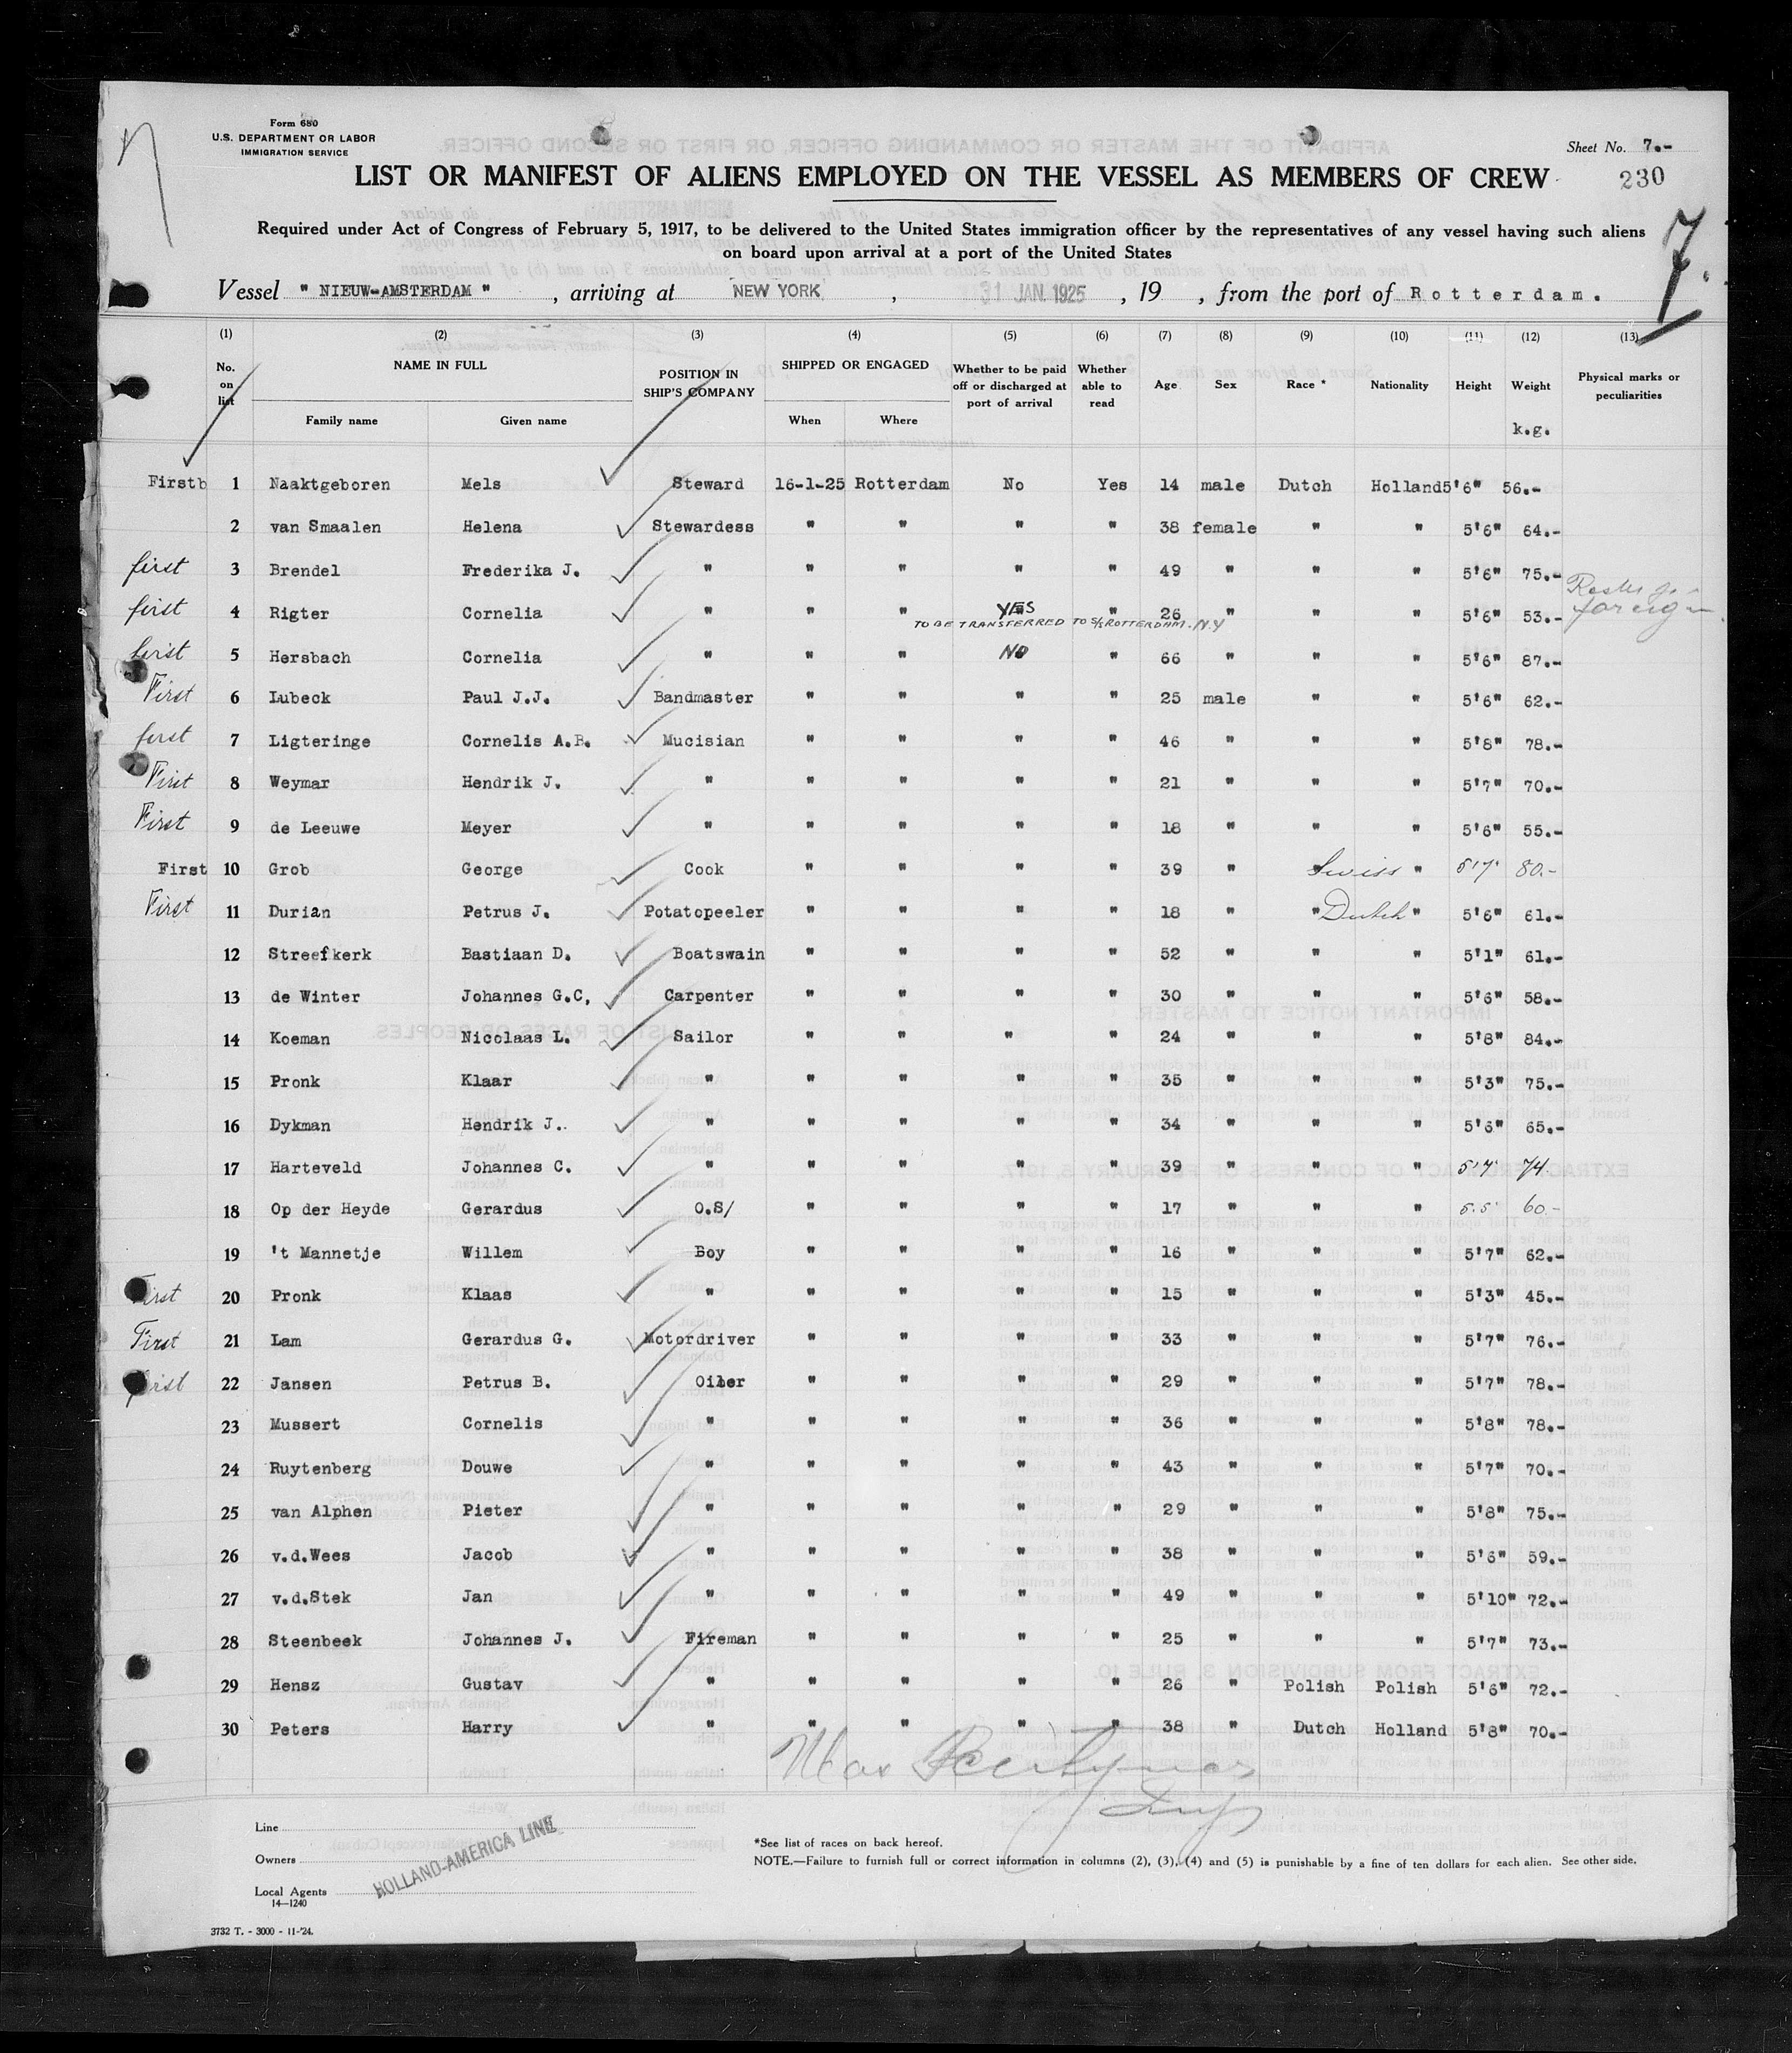 Form 680
U.S. DEPARTMENT OR LABOR
IMMIGRATION SERVICE
Sheet No. 7.-
230
7
LIST OR MANIFEST OF ALIENS EMPLOYED ON THE VESSEL AS MEMBERS OF CREW
Required under Act of Congress of February 5, 1917, to be delivered to the United States immigration officer by the representatives of any vessel having such aliens
on board upon arrival at a port of the United States
Vessel " NIEUW-AMSTERDAM ", arriving at NEW YORK, 31 JAN. 1925, 19 , from the port of Rotterdam.
(1) (2) (3) (4) (5) (6) (7) (8) (9) (10) (11) (12) (13)
No. on list NAME IN FULL POSITION IN SHIP'S COMPANY SHIPPED OR ENGAGED Whether to be paid off or discharged at port of arrival Whether able to read Age Sex Race * Nationality Height Weight Physical marks or peculiarities
Family name Given name When Where k.g.
Firstb 1 Naaktgeboren Mels Steward 16-1-25 Rotterdam No Yes 14 male Dutch Holland 5'6" 56.-
2 van Smaalen Helena Stewardess " " " " 38 female " " 5'6" 64.-
first 3 Brendel Frederika J. " " " " " 49 " " " 5'6" 75.-
first 4 Rigter Cornelia " " " YES " 26 " " " 5'6" 53.- foreign
TO BE TRANSFERRED TO S/S ROTTERDAM. N.Y
first 5 Hersbach Cornelia " " " NO " 66 " " " 5'6" 87.-
First 6 Lubeck Paul J.J. Bandmaster " " " " 25 male " " 5'6" 62.-
first 7 Ligteringe Cornelis A.B. Mucisian " " " " 46 " " " 5'8" 78.-
First 8 Weymar Hendrik J. " " " " " 21 " " " 5'7" 70.-
First 9 de Leeuwe Meyer " " " " " 18 " " " 5'6" 55.-
First 10 Grob George Cook " " " " 39 " " Swiss " 5'7" 80.-
First 11 Durian Petrus J. Potatopeeler " " " " 18 " " Dutch " 5'6" 61.-
12 Streefkerk Bastiaan D. Boatswain " " " " 52 " " " 5'1" 61.-
13 de Winter Johannes G.C, Carpenter " " " " 30 " " " 5'6" 58.-
14 Koeman Nicolaas L. Sailor " " " " 24 " " " 5'8" 84.-
15 Pronk Klaar " " " " " 35 " " " 5'3" 75.-
16 Dykman Hendrik J. " " " " " 34 " " " 5'6" 65.-
17 Harteveld Johannes C. " " " " " 39 " " " 5'7" 74.
18 Op der Heyde Gerardus O.S/ " " " " 17 " " " 5.5" 60.-
19 't Mannetje Willem Boy " " " " 16 " " " 5'7" 62.-
First 20 Pronk Klaas " " " " " 15 " " " 5'3" 45.-
First 21 Lam Gerardus G. Motordriver " " " " 33 " " " 5'7" 76.-
first 22 Jansen Petrus B. Oiler " " " " 29 " " " 5'7" 78.-
23 Mussert Cornelis " " " " " 36 " " " 5'8" 78.-
24 Ruytenberg Douwe " " " " " 43 " " " 5'7" 70.-
25 van Alphen Pieter " " " " " 29 " " " 5'8" 75.-
26 v.d.Wees Jacob " " " " " 38 " " " 5'6" 59.-
27 v.d.Stek Jan " " " " " 49 " " " 5'10" 72.-
28 Steenbeek Johannes J. Fireman " " " " 25 " " " 5'7" 73.-
29 Hensz Gustav " " " " " 26 " Polish Polish 5'6" 72.-
30 Peters Harry " " " " " 38 " Dutch Holland 5'8" 70.-
Line
Owners
Local Agents
HOLLAND-AMERICA LINE
14—1240
*See list of races on back hereof.
NOTE.—Failure to furnish full or correct information in columns (2), (3), (4) and (5) is punishable by a fine of ten dollars for each alien. See other side.
3732 T. - 3000 - 11-'24.